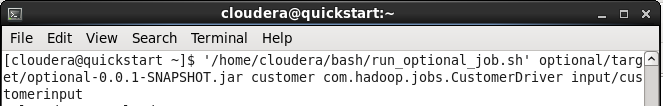 cloudera@quickstart:~
File Edit View Search Terminal Help
[cloudera@quickstart ~]$ '/home/cloudera/bash/run_optional_job.sh' optional/targ
et/optional-0.0.1-SNAPSHOT.jar customer com.hadoop.jobs.CustomerDriver input/cus
tomerinput